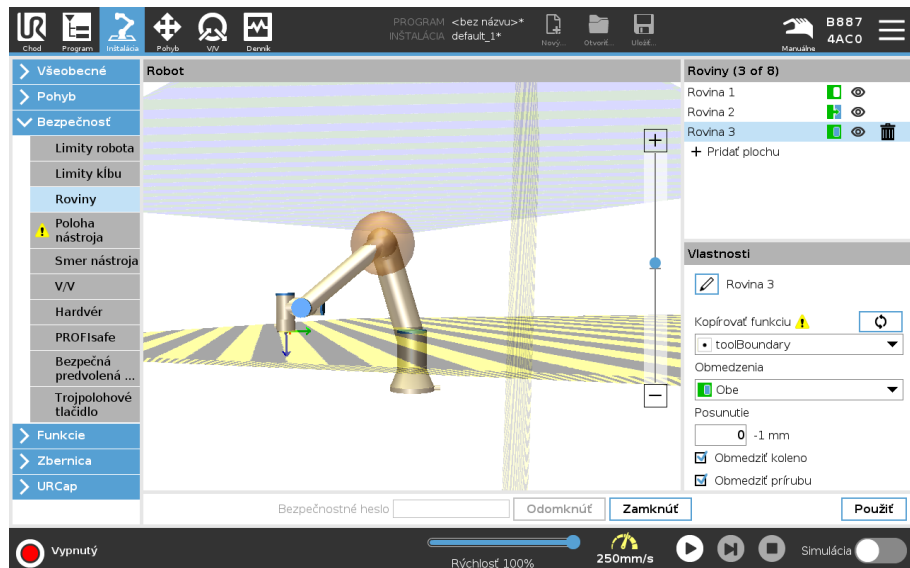 UR
Chod
Program
Inštalácia
Pohyb
V/V
Denník
PROGRAM <bez názvu>*
INŠTALÁCIA default_1*
Nový...
Otvoriť...
Uložiť...
Manuálne
B887
4AC0
Všeobecné
Pohyb
Bezpečnosť
Limity robota
Limity kĺbu
Roviny
Poloha
nástroja
Smer nástroja
V/V
Hardvér
PROFIsafe
Bezpečná
predvolená ...
Trojpolohové
tlačidlo
Funkcie
Zbernica
URCap
Robot
Roviny (3 of 8)
Rovina 1
Rovina 2
Rovina 3
+ Pridať plochu
Vlastnosti
Rovina 3
Kopírovať funkciu
toolBoundary
Obmedzenia
Obe
Posunutie
0 -1 mm
Obmedziť koleno
Obmedziť prírubu
Bezpečnostné heslo
Odomknúť
Zamknúť
Použiť
Vypnutý
Rýchlosť 100%
250mm/s
Simulácia